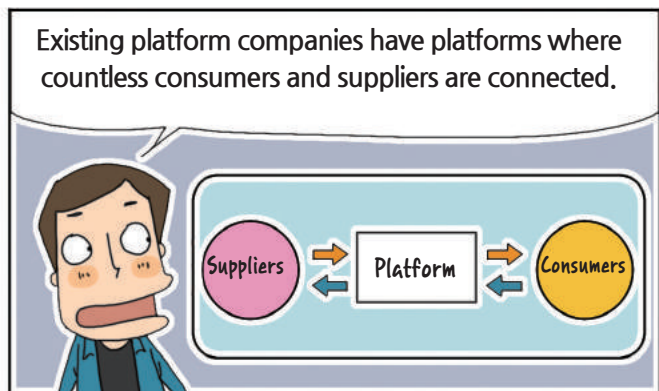 Existing platform companies have platforms where
countless consumers and suppliers are connected.
Suppliers
Platform
Consumers